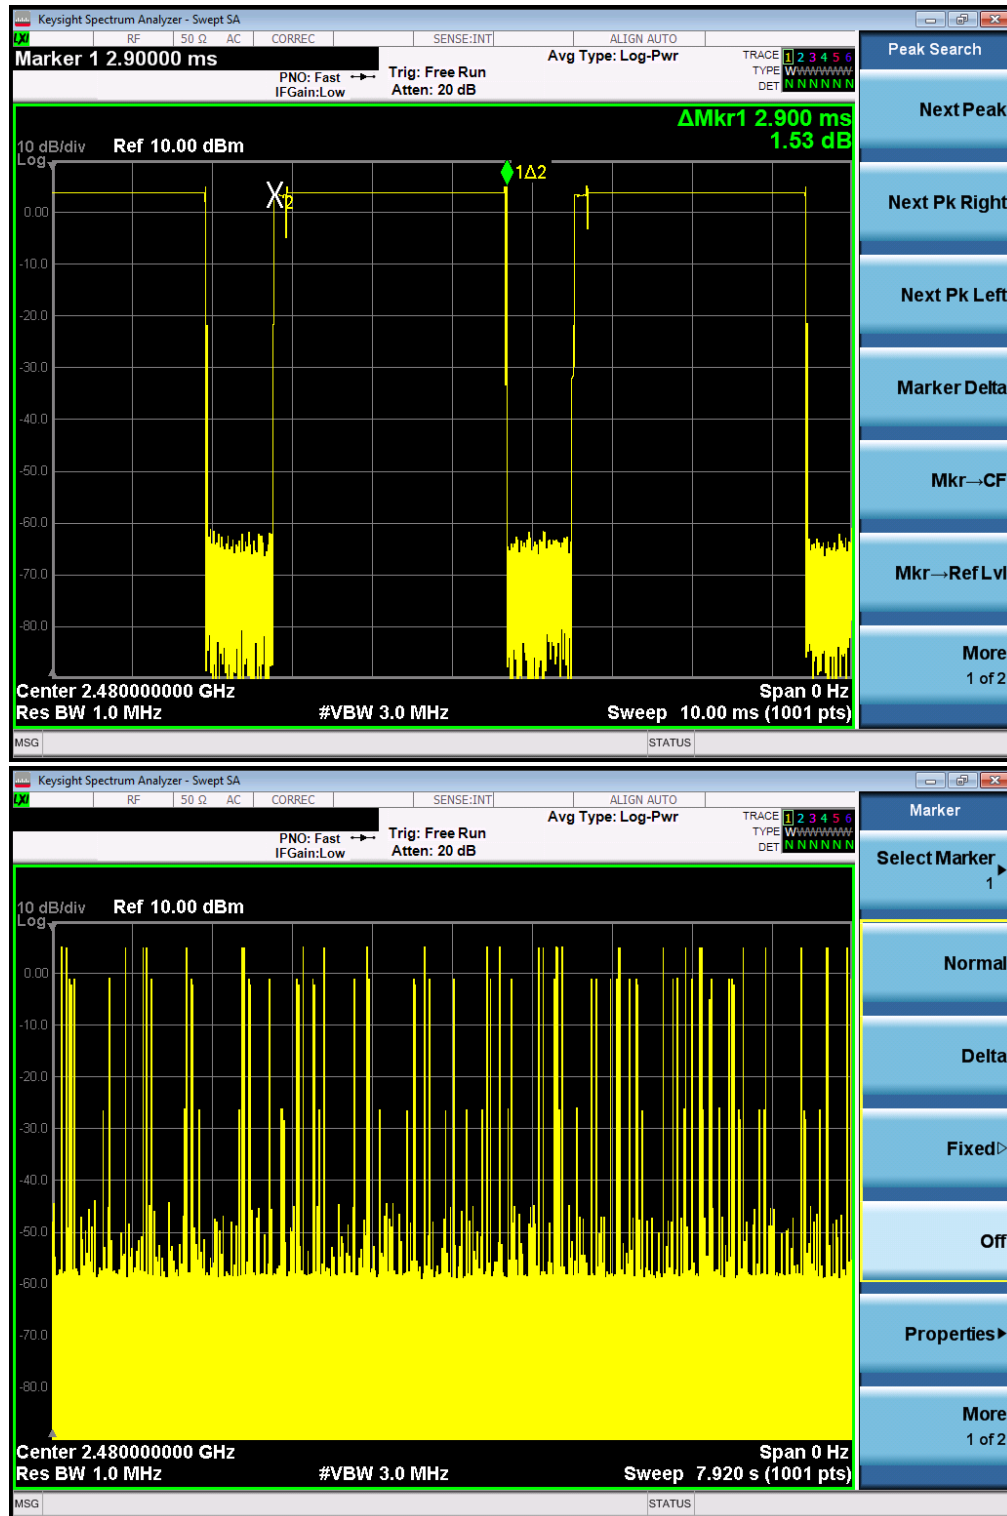 Keysight Spectrum Analyzer - Swept SA
LXI RF 50 Ω AC CORREC SENSE:INT ALIGN AUTO
Marker 1 2.90000 ms
PNO: Fast
IFGain:Low
Trig: Free Run
Atten: 20 dB
Avg Type: Log-Pwr
TRACE 1 2 3 4 5 6
TYPE WWWWWW
DET N N N N N N
ΔMkr1 2.900 ms
1.53 dB
10 dB/div Ref 10.00 dBm
Log
1Δ2
X2
0.00
-10.0
-20.0
-30.0
-40.0
-50.0
-60.0
-70.0
-80.0
Center 2.480000000 GHz Span 0 Hz
Res BW 1.0 MHz #VBW 3.0 MHz Sweep 10.00 ms (1001 pts)
MSG STATUS
Peak Search
Next Peak
Next Pk Right
Next Pk Left
Marker Delta
Mkr→CF
Mkr→Ref Lvl
More
1 of 2
Keysight Spectrum Analyzer - Swept SA
LXI RF 50 Ω AC CORREC SENSE:INT ALIGN AUTO
PNO: Fast
IFGain:Low
Trig: Free Run
Atten: 20 dB
Avg Type: Log-Pwr
TRACE 1 2 3 4 5 6
TYPE WWWWWW
DET N N N N N N
10 dB/div Ref 10.00 dBm
Log
0.00
-10.0
-20.0
-30.0
-40.0
-50.0
-60.0
-70.0
-80.0
Center 2.480000000 GHz Span 0 Hz
Res BW 1.0 MHz #VBW 3.0 MHz Sweep 7.920 s (1001 pts)
MSG STATUS
Marker
Select Marker
1
Normal
Delta
Fixed
Off
Properties
More
1 of 2